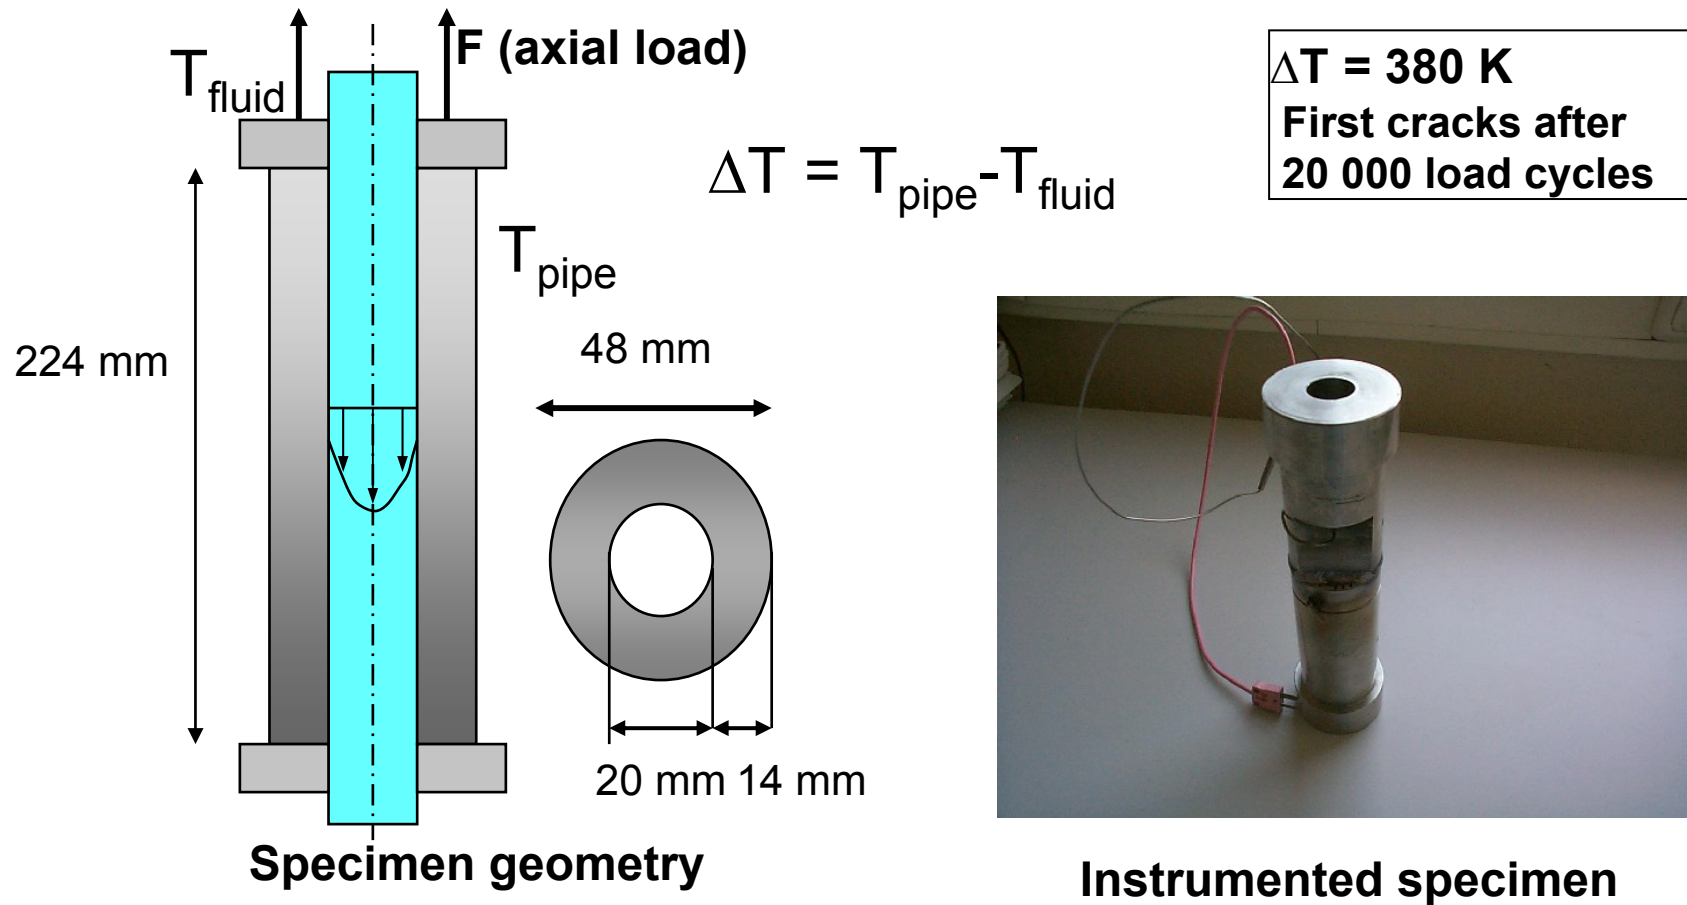 F (axial load)
T_fluid
ΔT = 380 K
First cracks after
20 000 load cycles
ΔT = T_pipe-T_fluid
T_pipe
224 mm
48 mm
20 mm 14 mm
Specimen geometry
Instrumented specimen